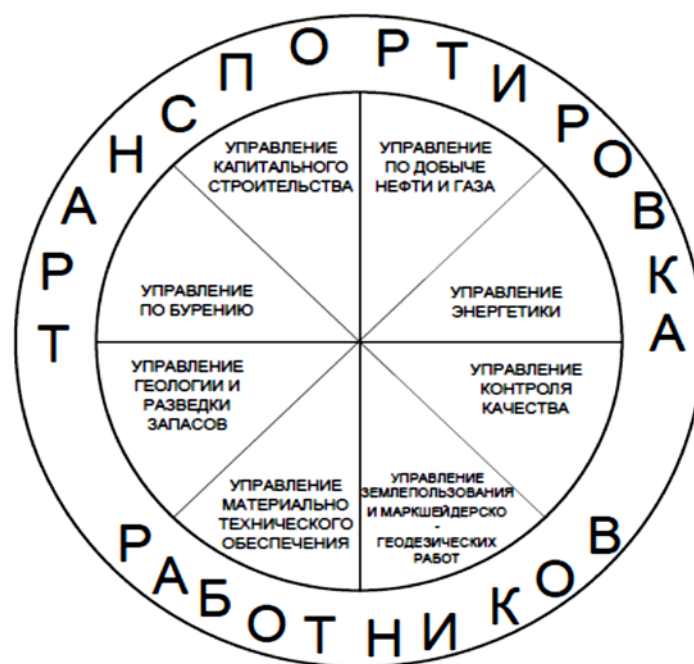 ТРАНСПОРТИРОВКА
УПРАВЛЕНИЕ
КАПИТАЛЬНОГО
СТРОИТЕЛЬСТВА
УПРАВЛЕНИЕ
ПО ДОБЫЧЕ
НЕФТИ И ГАЗА
УПРАВЛЕНИЕ
ПО БУРЕНИЮ
УПРАВЛЕНИЕ
ЭНЕРГЕТИКИ
УПРАВЛЕНИЕ
ГЕОЛОГИИ И
РАЗВЕДКИ
ЗАПАСОВ
УПРАВЛЕНИЕ
КОНТРОЛЯ
КАЧЕСТВА
УПРАВЛЕНИЕ
МАТЕРИАЛЬНО
ТЕХНИЧЕСКОГО
ОБЕСПЕЧЕНИЯ
УПРАВЛЕНИЕ
ЗЕМЛЕПОЛЬЗОВАНИЯ
И МАРКШЕЙДЕРСКО
-
ГЕОДЕЗИЧЕСКИХ
РАБОТ
РАБОТНИКОВ